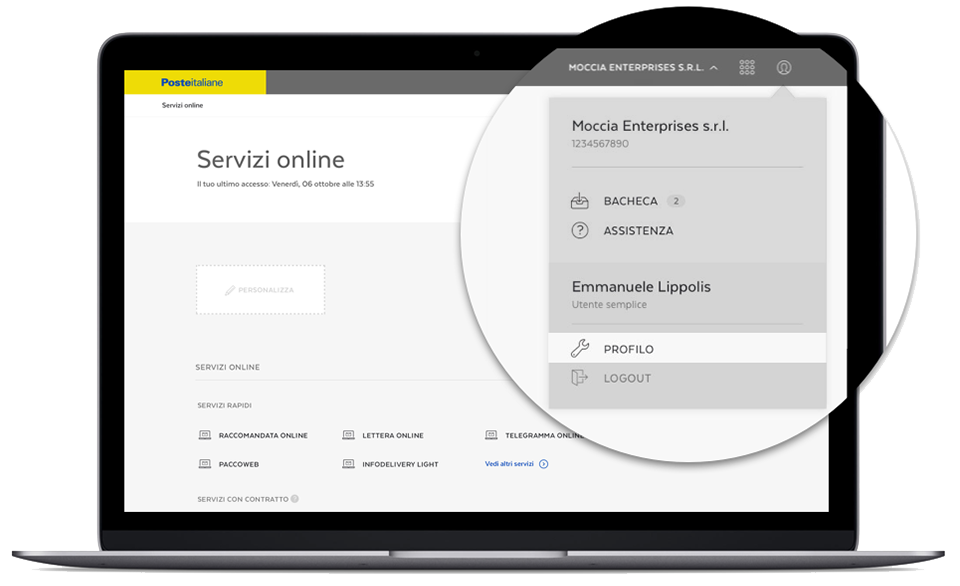 Posteitaliane
Servizi online
Servizi online
Il tuo ultimo accesso: Venerdì, 06 ottobre alle 13:55
PERSONALIZZA
SERVIZI ONLINE
SERVIZI RAPIDI
RACCOMANDATA ONLINE
LETTERA ONLINE
TELEGRAMMA ONLINE
PACCOWEB
INFODELIVERY LIGHT
Vedi altri servizi
SERVIZI CON CONTRATTO ?
MOCCIA ENTERPRISES S.R.L.
Moccia Enterprises s.r.l.
1234567890
BACHECA 2
ASSISTENZA
Emmanuele Lippolis
Utente semplice
PROFILO
LOGOUT